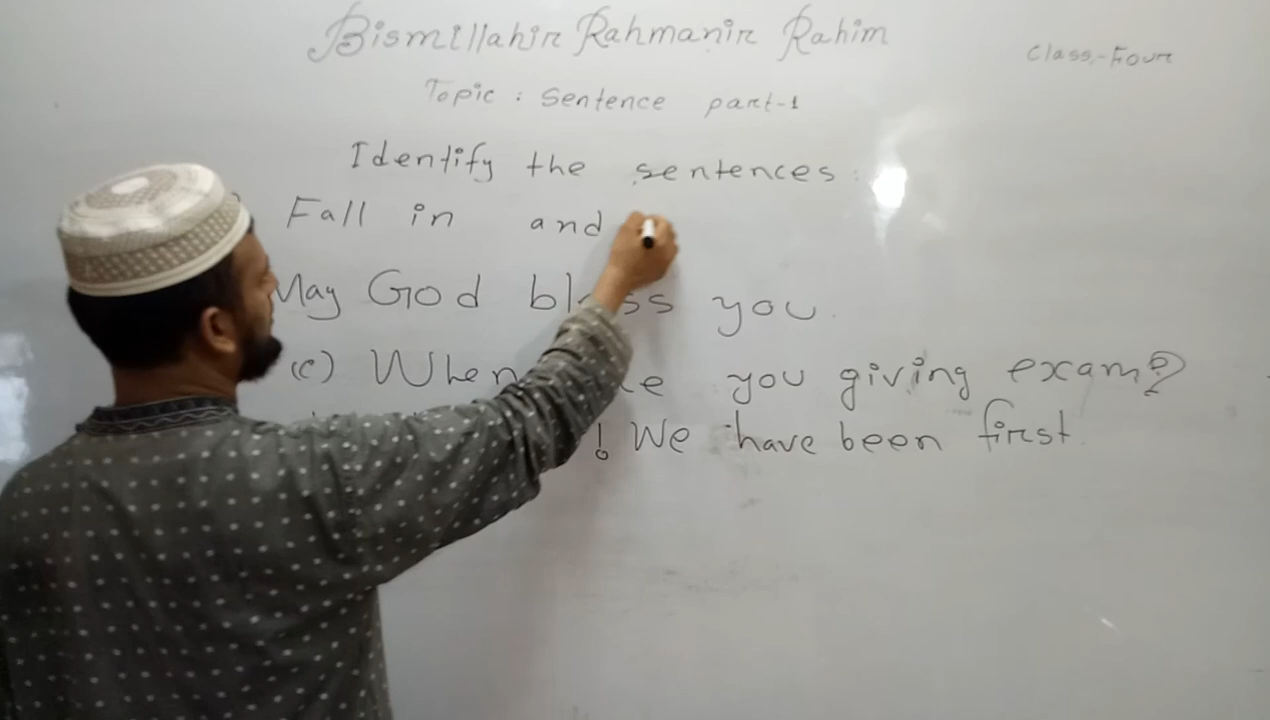 Bismillahir Rahmanir Rahim
Class-Four
Topic : Sentence part-1
Identify the sentences :
Fall in and
May God bless you.
(c) When you giving exam?
! We have been first.